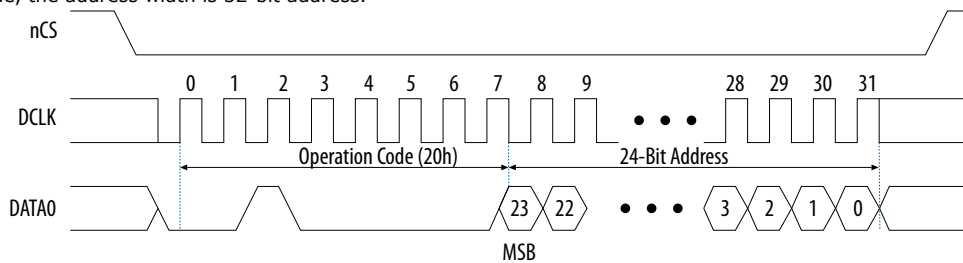 de, the address width is 32-bit address.
nCS
0 1 2 3 4 5 6 7 8 9 28 29 30 31
DCLK
Operation Code (20h) 24-Bit Address
DATA0 23 22 3 2 1 0
MSB